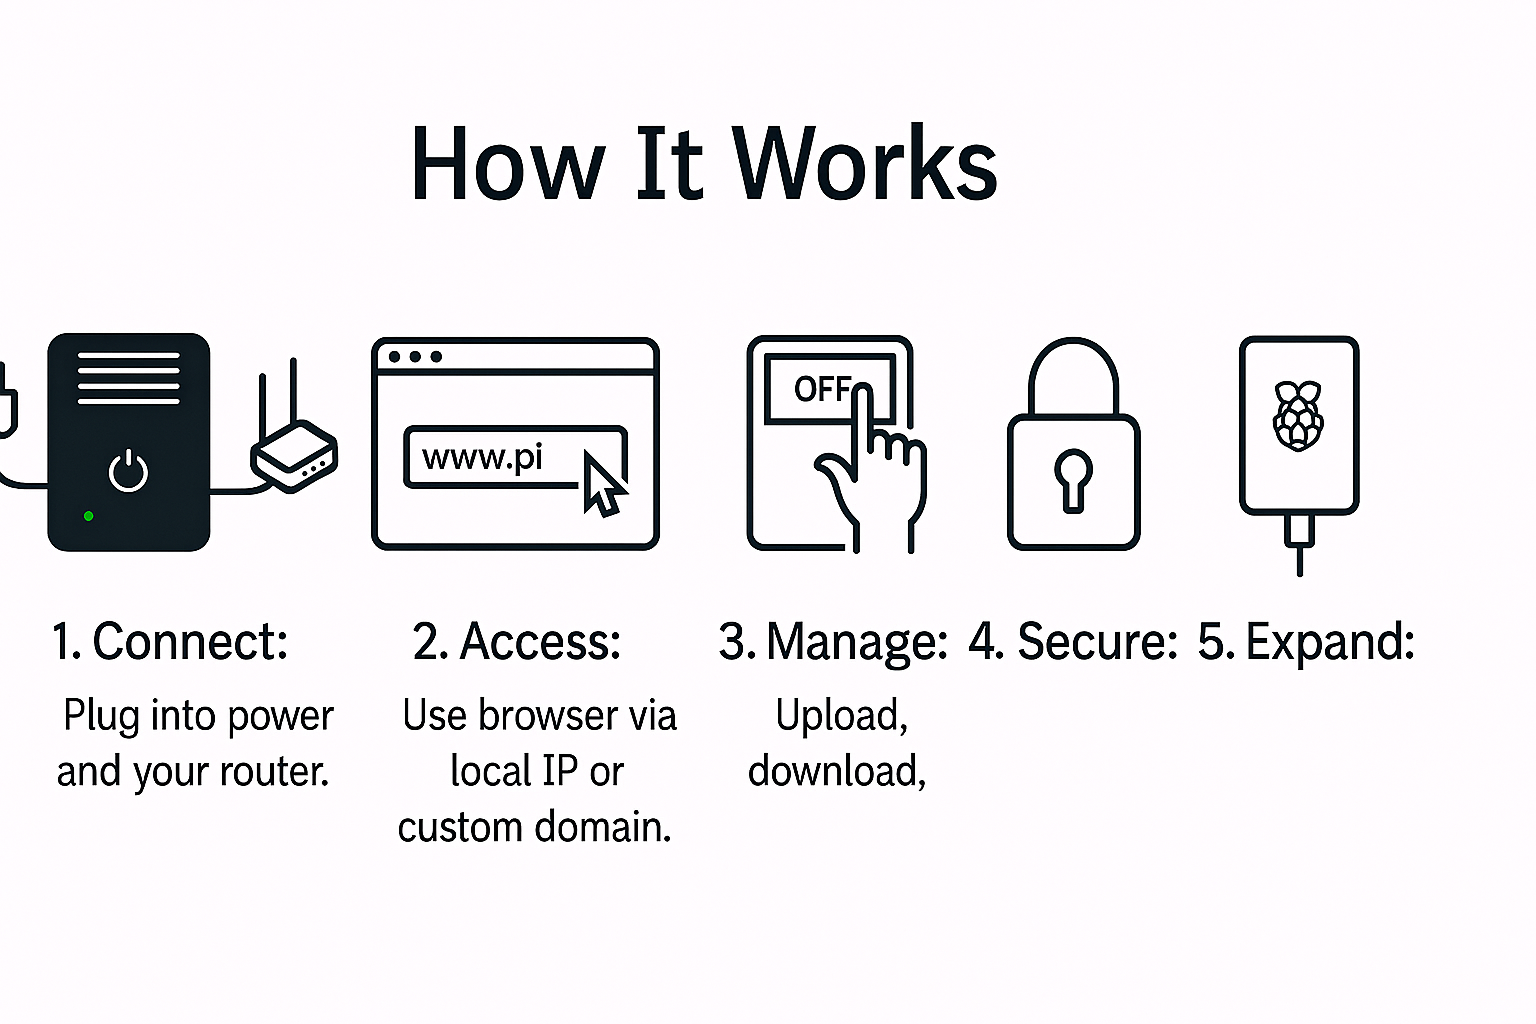 How It Works
www.pi
OFF
1. Connect:
Plug into power
and your router.
2. Access:
Use browser via
local IP or
custom domain.
3. Manage:
Upload,
download,
4. Secure:
5. Expand: